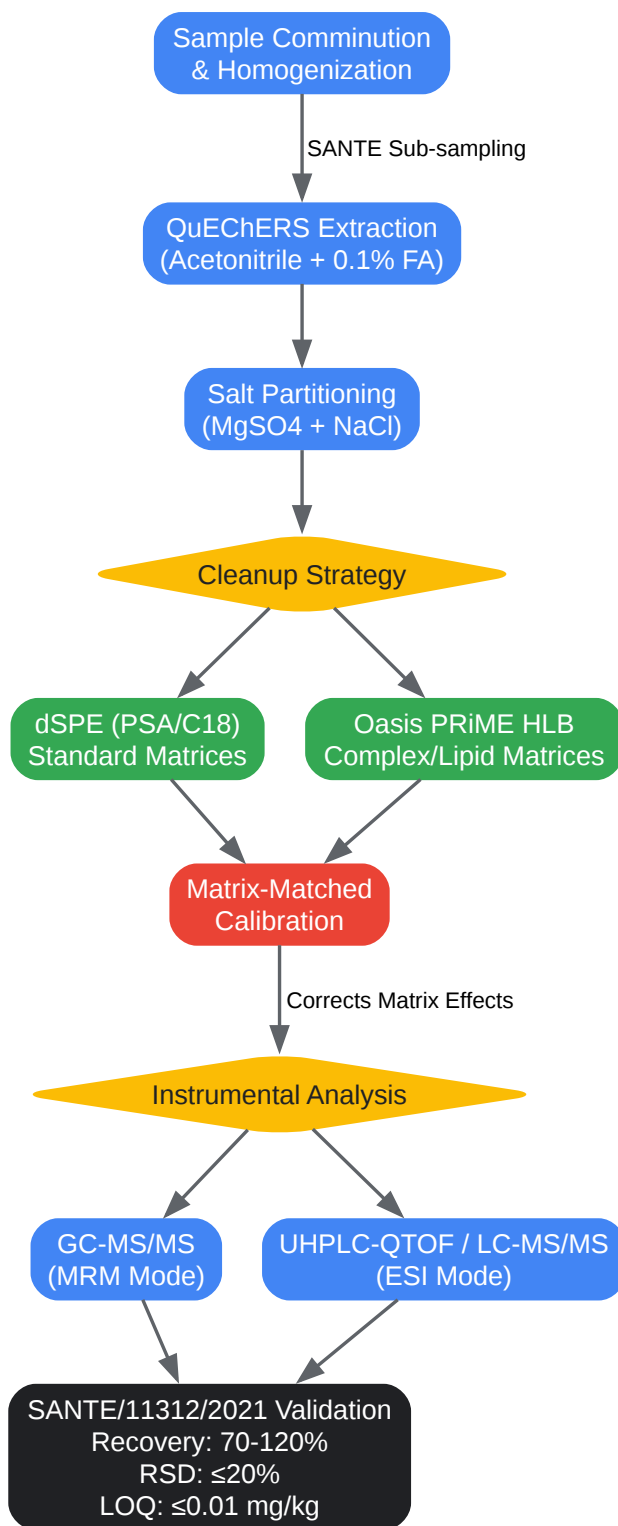 Sample Comminution
& Homogenization
SANTE Sub-sampling
QuEChERS Extraction
(Acetonitrile + 0.1% FA)
Salt Partitioning
(MgSO4 + NaCl)
Cleanup Strategy
dSPE (PSA/C18)
Standard Matrices
Oasis PRiME HLB
Complex/Lipid Matrices
Matrix-Matched
Calibration
Corrects Matrix Effects
Instrumental Analysis
GC-MS/MS
(MRM Mode)
UHPLC-QTOF / LC-MS/MS
(ESI Mode)
SANTE/11312/2021 Validation
Recovery: 70-120%
RSD: ≤20%
LOQ: ≤0.01 mg/kg